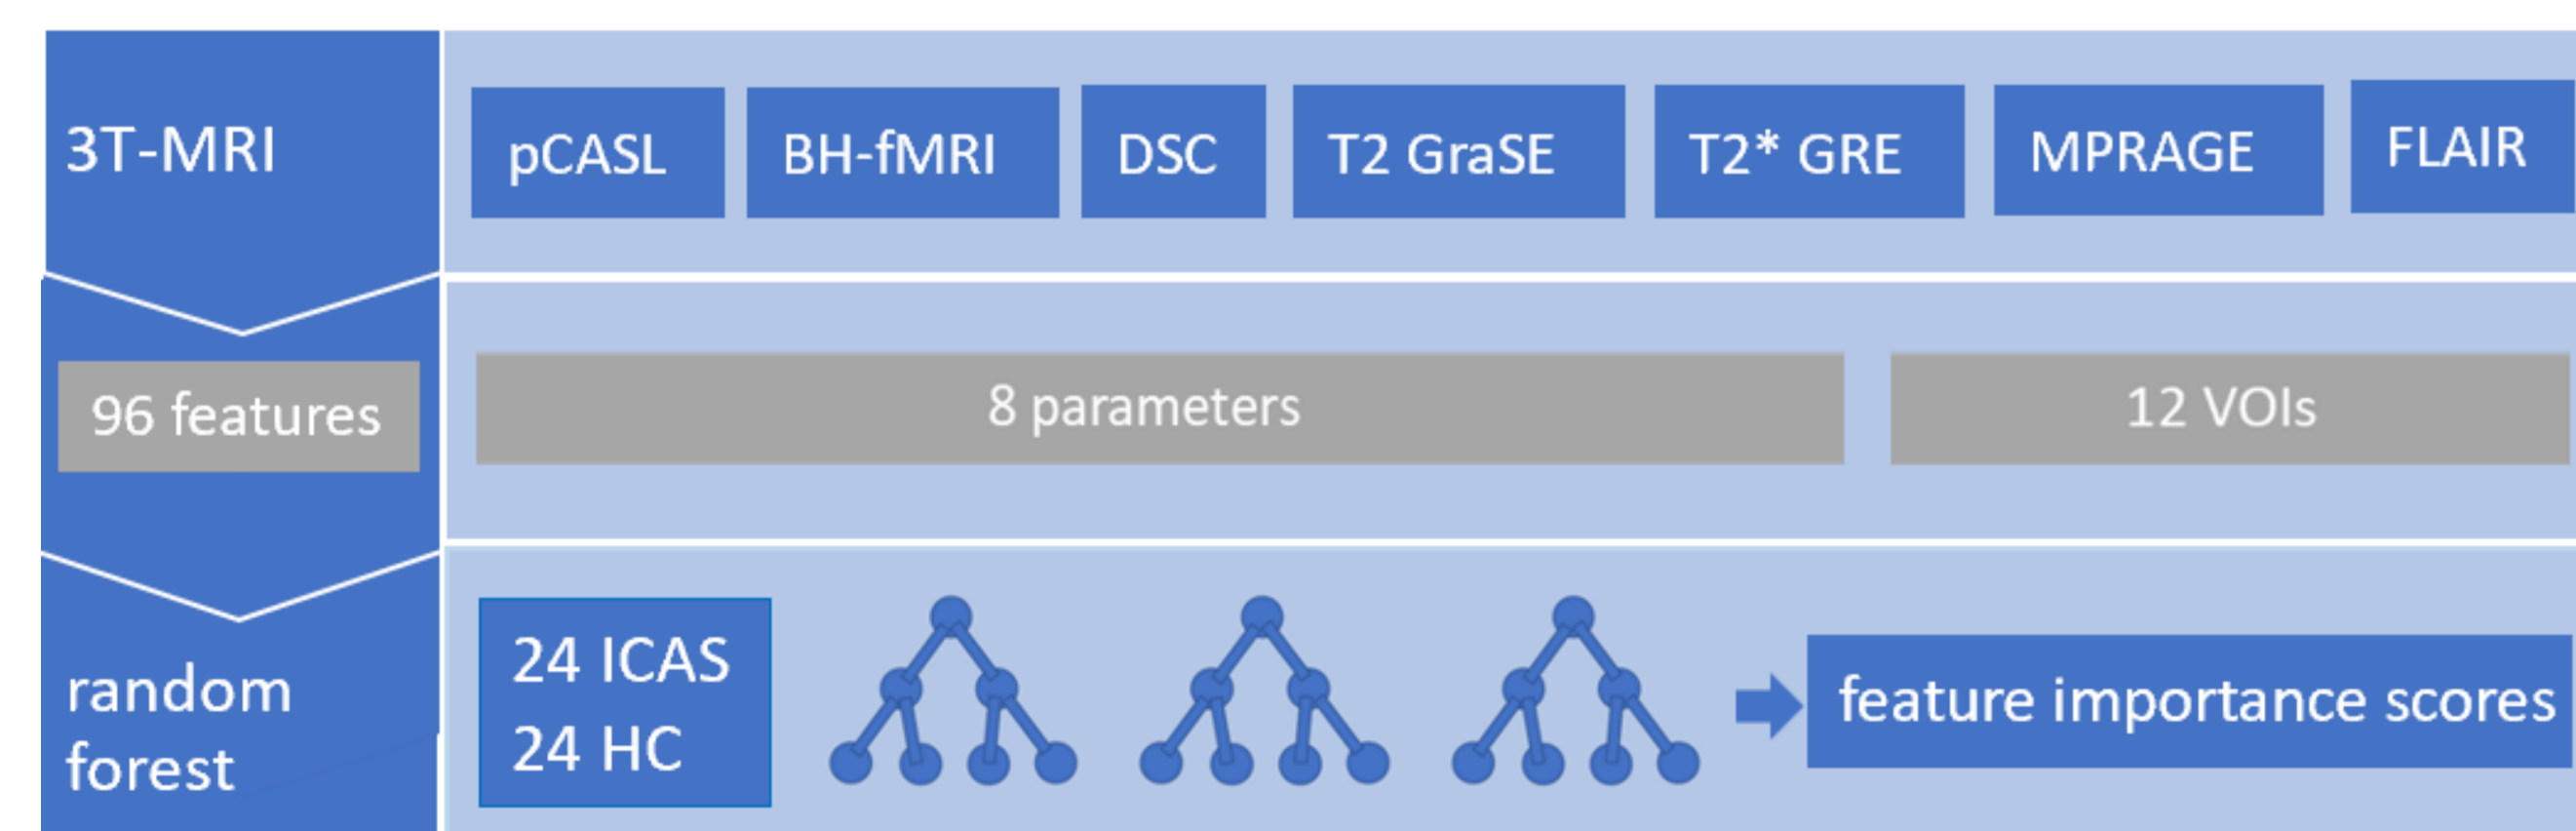 3T-MRI
pCASL
BH-fMRI
DSC
T2 GraSE
T2* GRE
MPRAGE
FLAIR
96 features
8 parameters
12 VOIs
random
forest
24 ICAS
24 HC
feature importance scores